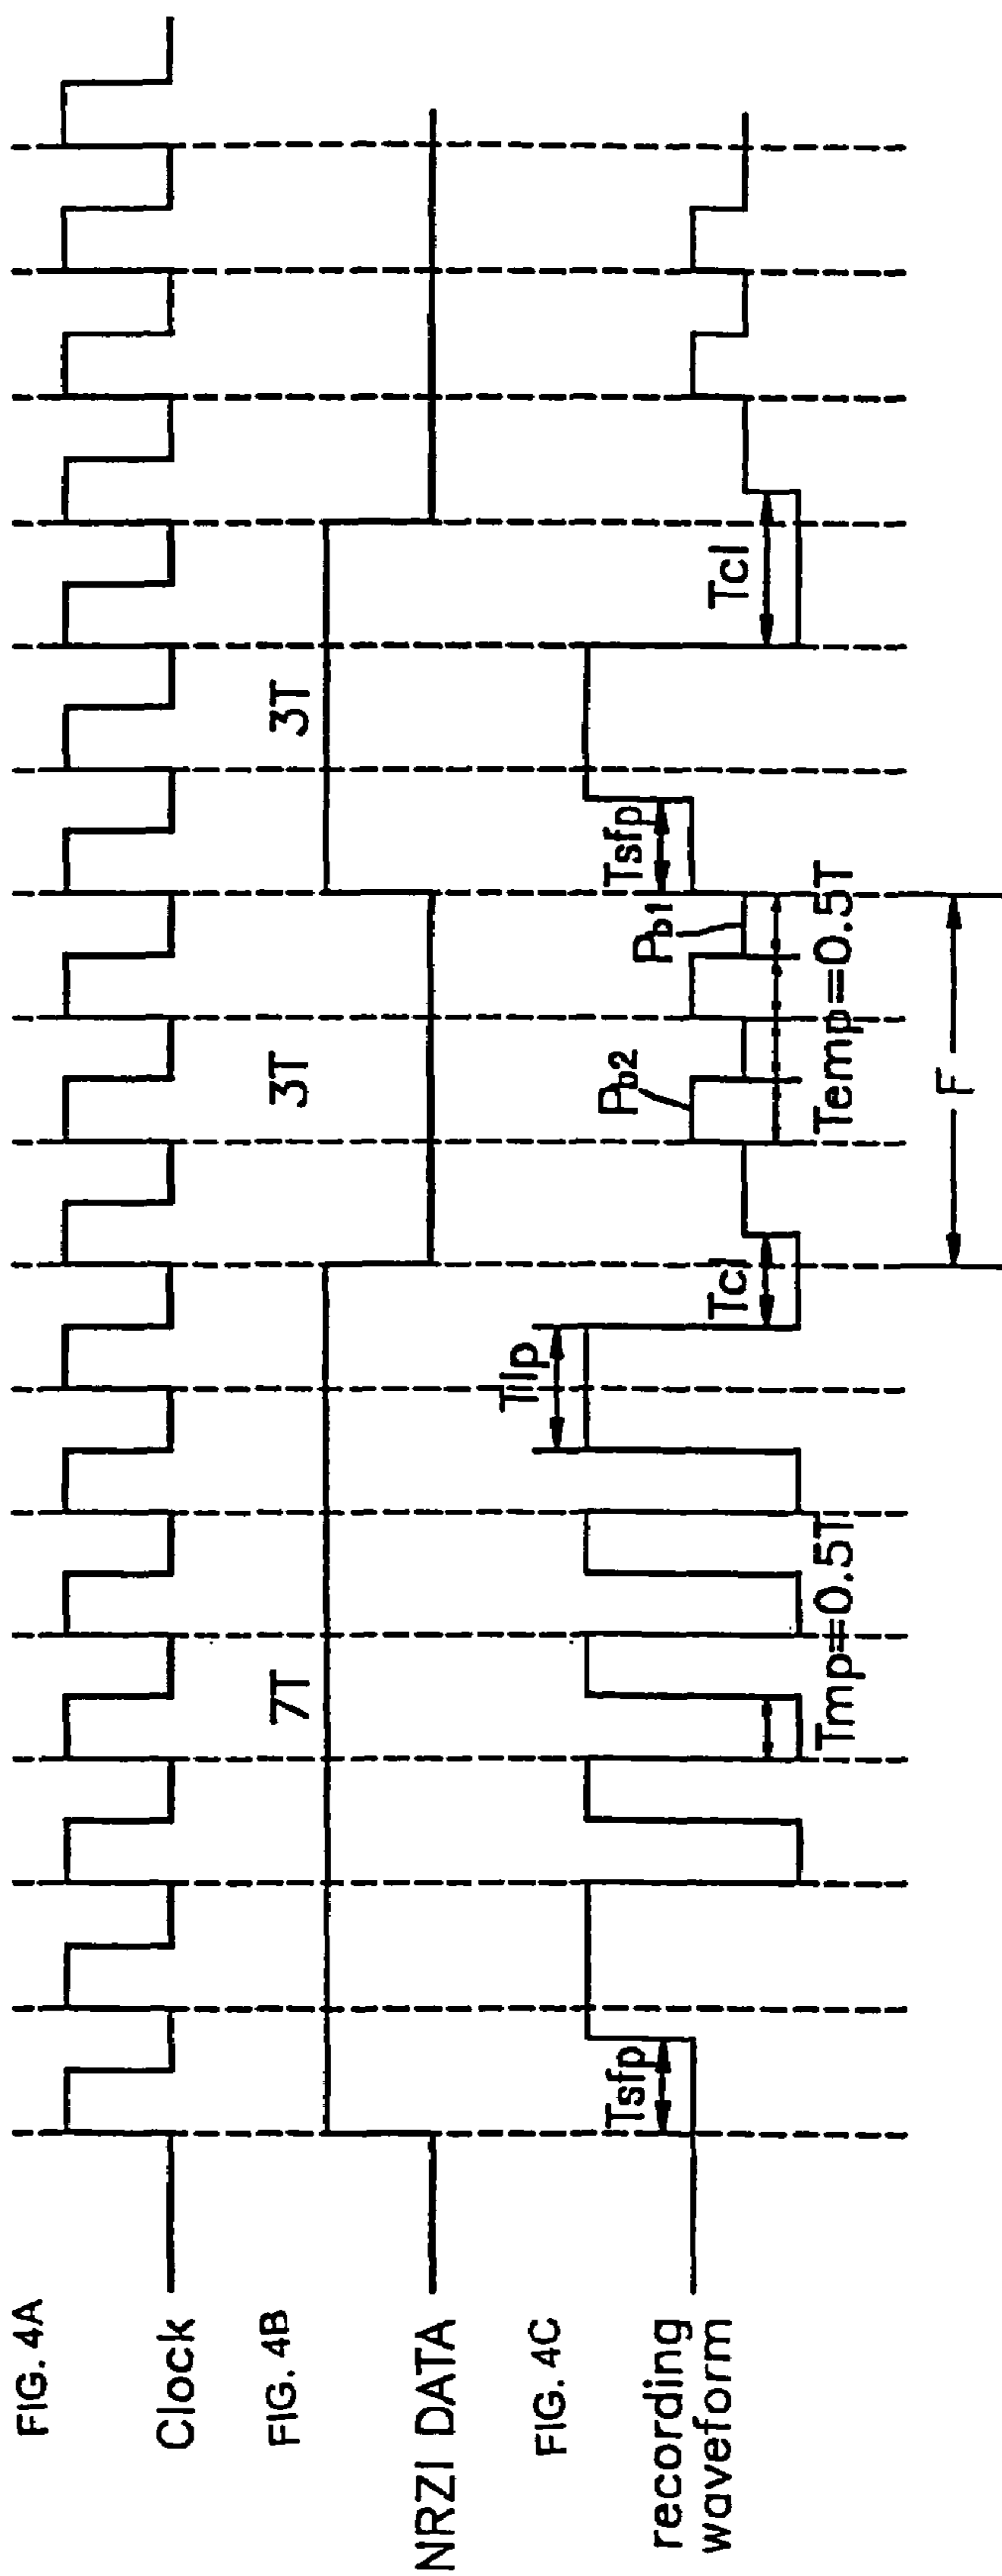 FIG. 4A
Clock
FIG. 4B
7T
3T
3T
NRZI DATA
FIG. 4C
Tsfp
Tmp=0.5T
Tlp
Tcl
Pb2
Pb1
Temp=0.5T
Tsfp
Tcl
recording
waveform
F